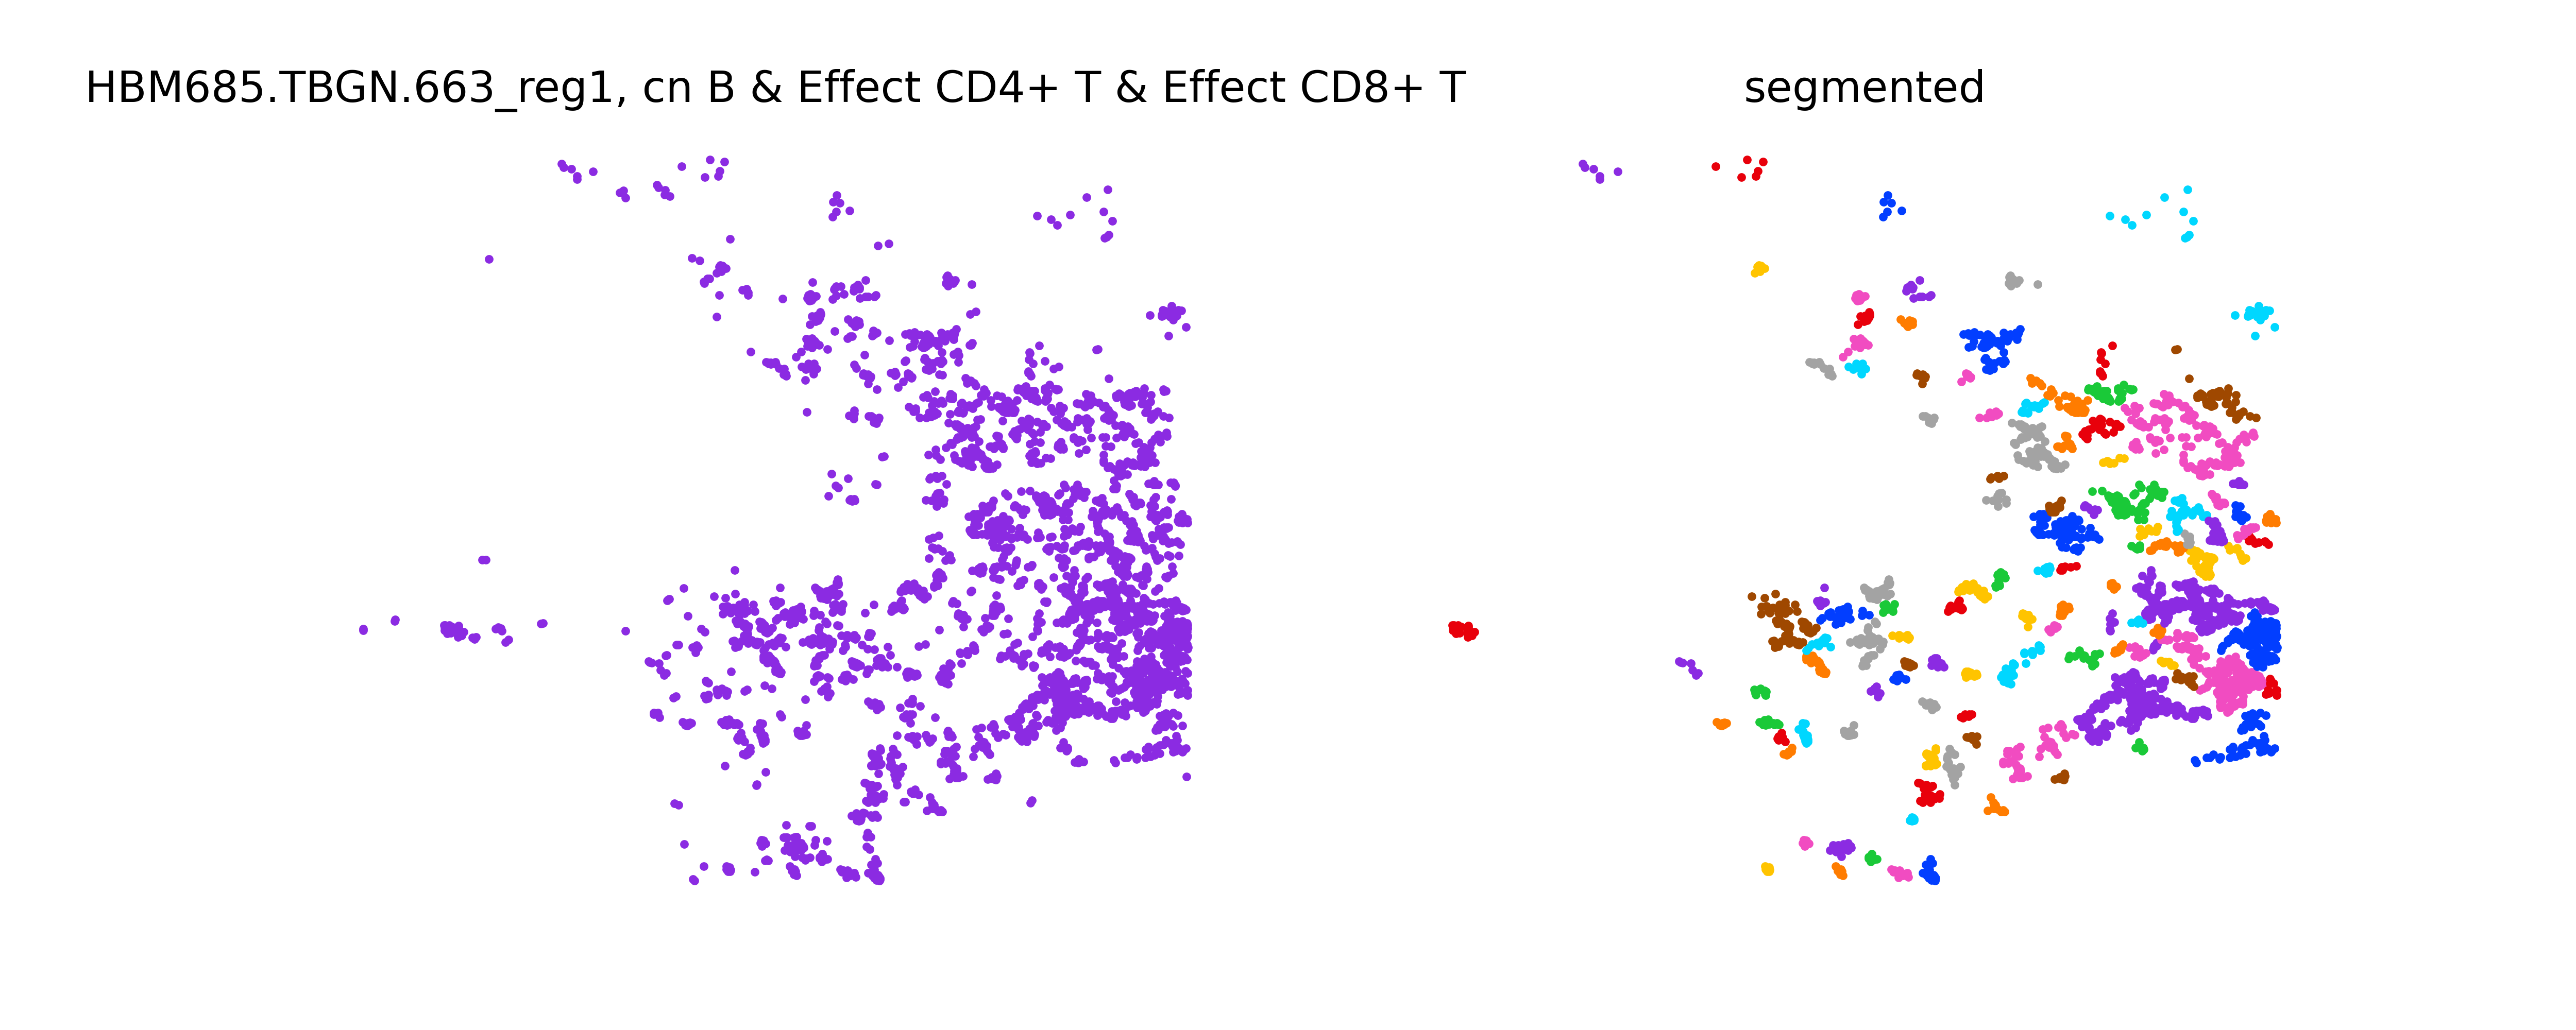 HBM685.TBGN.663_reg1, cn B & Effect CD4+ T & Effect CD8+ T
segmented